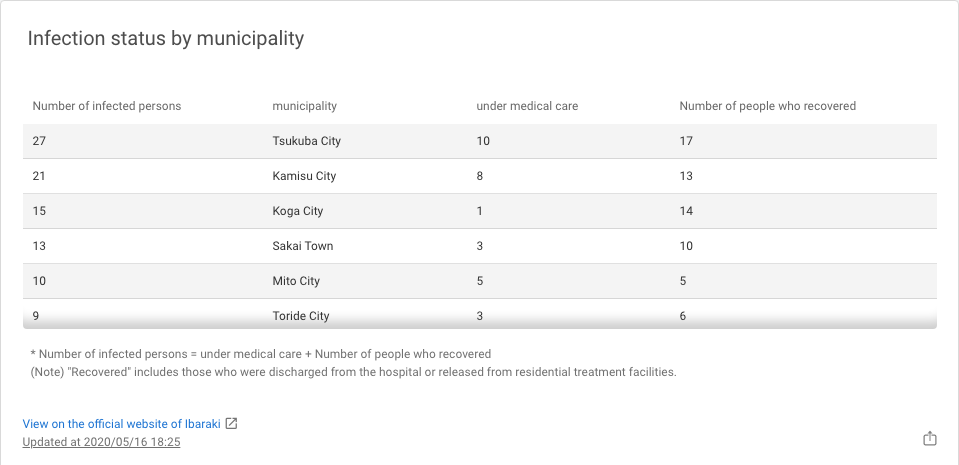 Infection status by municipality
Number of infected persons municipality under medical care Number of people who recovered
27 Tsukuba City 10 17
21 Kamisu City 8 13
15 Koga City 1 14
13 Sakai Town 3 10
10 Mito City 5 5
9 Toride City 3 6
* Number of infected persons = under medical care + Number of people who recovered
(Note) "Recovered" includes those who were discharged from the hospital or released from residential treatment facilities.
View on the official website of Ibaraki
Updated at 2020/05/16 18:25